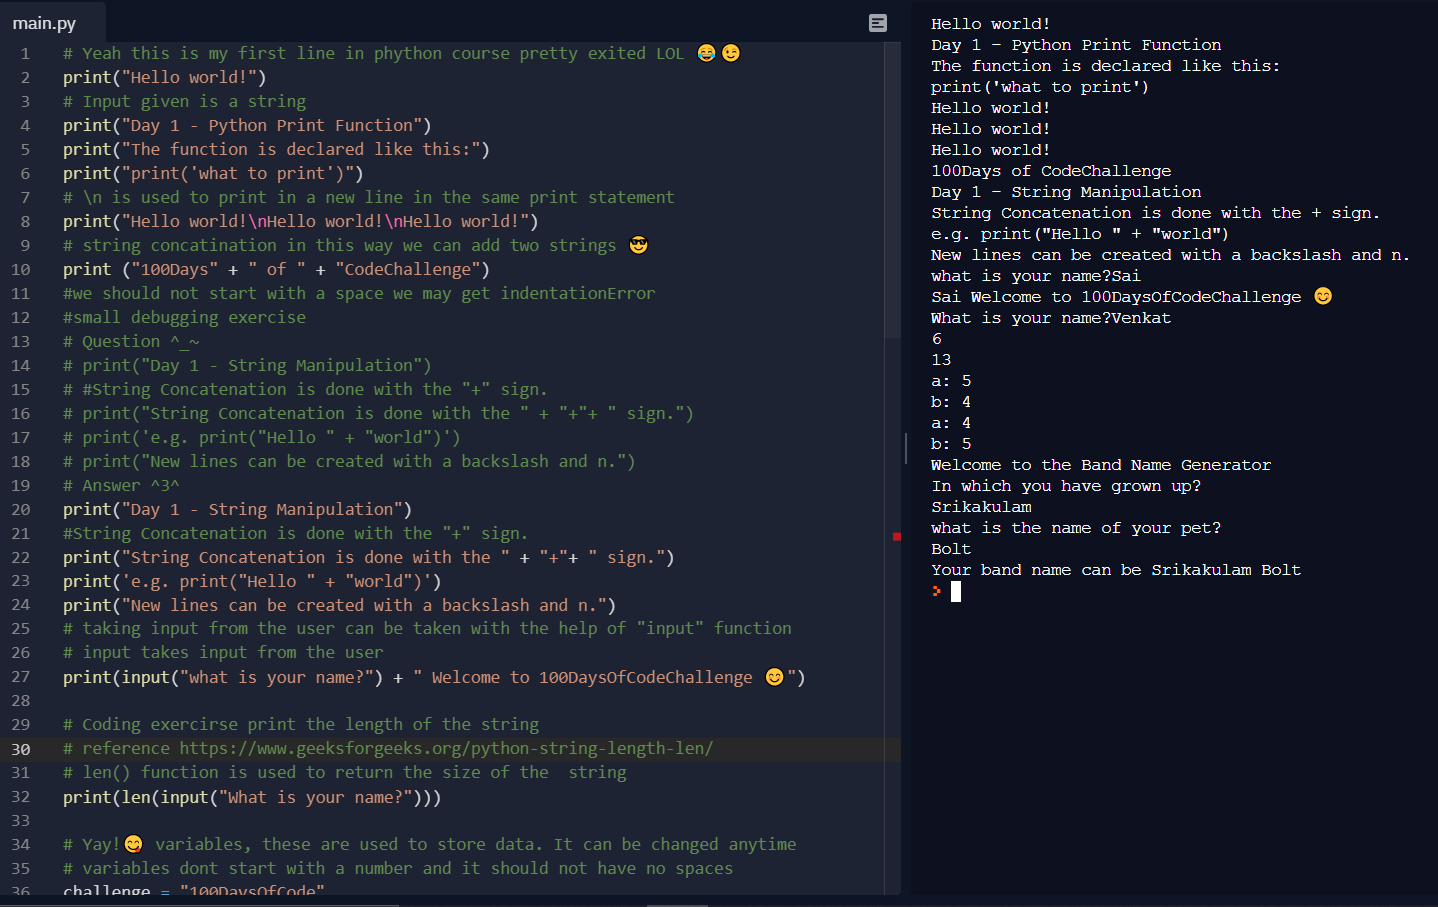 main.py
1 # Yeah this is my first line in phython course pretty exited LOL 😂😉
2 print("Hello world!")
3 # Input given is a string
4 print("Day 1 - Python Print Function")
5 print("The function is declared like this:")
6 print("print('what to print')")
7 # \n is used to print in a new line in the same print statement
8 print("Hello world!\nHello world!\nHello world!")
9 # string concatination in this way we can add two strings 😎
10 print ("100Days" + " of " + "CodeChallenge")
11 #we should not start with a space we may get indentationError
12 #small debugging exercise
13 # Question ^_~
14 # print("Day 1 - String Manipulation")
15 # #String Concatenation is done with the "+" sign.
16 # print("String Concatenation is done with the " + "+"+ " sign.")
17 # print('e.g. print("Hello " + "world")')
18 # print("New lines can be created with a backslash and n.")
19 # Answer ^3^
20 print("Day 1 - String Manipulation")
21 #String Concatenation is done with the "+" sign.
22 print("String Concatenation is done with the " + "+"+ " sign.")
23 print('e.g. print("Hello " + "world")')
24 print("New lines can be created with a backslash and n.")
25 # taking input from the user can be taken with the help of "input" function
26 # input takes input from the user
27 print(input("what is your name?") + " Welcome to 100DaysOfCodeChallenge 😊")
28
29 # Coding exercirse print the length of the string
30 # reference https://www.geeksforgeeks.org/python-string-length-len/
31 # len() function is used to return the size of the  string
32 print(len(input("What is your name?")))
33
34 # Yay!😋 variables, these are used to store data. It can be changed anytime
35 # variables dont start with a number and it should not have no spaces
36 challenge = "100DaysOfCode"
Hello world!
Day 1 - Python Print Function
The function is declared like this:
print('what to print')
Hello world!
Hello world!
Hello world!
100Days of CodeChallenge
Day 1 - String Manipulation
String Concatenation is done with the + sign.
e.g. print("Hello " + "world")
New lines can be created with a backslash and n.
what is your name?Sai
Sai Welcome to 100DaysOfCodeChallenge 😊
What is your name?Venkat
6
13
a: 5
b: 4
a: 4
b: 5
Welcome to the Band Name Generator
In which you have grown up?
Srikakulam
what is the name of your pet?
Bolt
Your band name can be Srikakulam Bolt
>